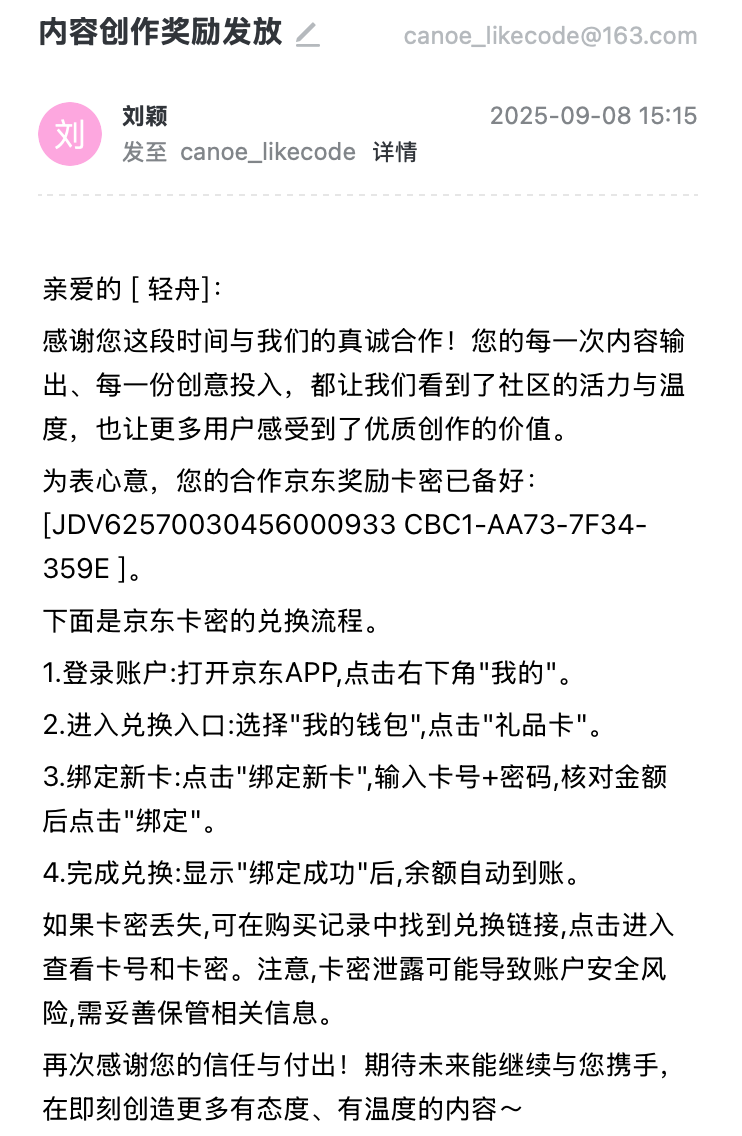 内容创作奖励发放
canoe_likecode@163.com
刘
刘颖
2025-09-08 15:15
发至 canoe_likecode 详情
亲爱的 [ 轻舟]：
感谢您这段时间与我们的真诚合作！您的每一次内容输
出、每一份创意投入，都让我们看到了社区的活力与温
度，也让更多用户感受到了优质创作的价值。
为表心意，您的合作京东奖励卡密已备好：
[JDV62570030456000933 CBC1-AA73-7F34-
359E ]。
下面是京东卡密的兑换流程。
1.登录账户:打开京东APP,点击右下角"我的"。
2.进入兑换入口:选择"我的钱包",点击"礼品卡"。
3.绑定新卡:点击"绑定新卡",输入卡号+密码,核对金额
后点击"绑定"。
4.完成兑换:显示"绑定成功"后,余额自动到账。
如果卡密丢失,可在购买记录中找到兑换链接,点击进入
查看卡号和卡密。注意,卡密泄露可能导致账户安全风
险,需妥善保管相关信息。
再次感谢您的信任与付出！期待未来能继续与您携手，
在即刻创造更多有态度、有温度的内容～